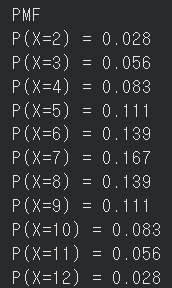 PMF
P(X=2) = 0.028
P(X=3) = 0.056
P(X=4) = 0.083
P(X=5) = 0.111
P(X=6) = 0.139
P(X=7) = 0.167
P(X=8) = 0.139
P(X=9) = 0.111
P(X=10) = 0.083
P(X=11) = 0.056
P(X=12) = 0.028